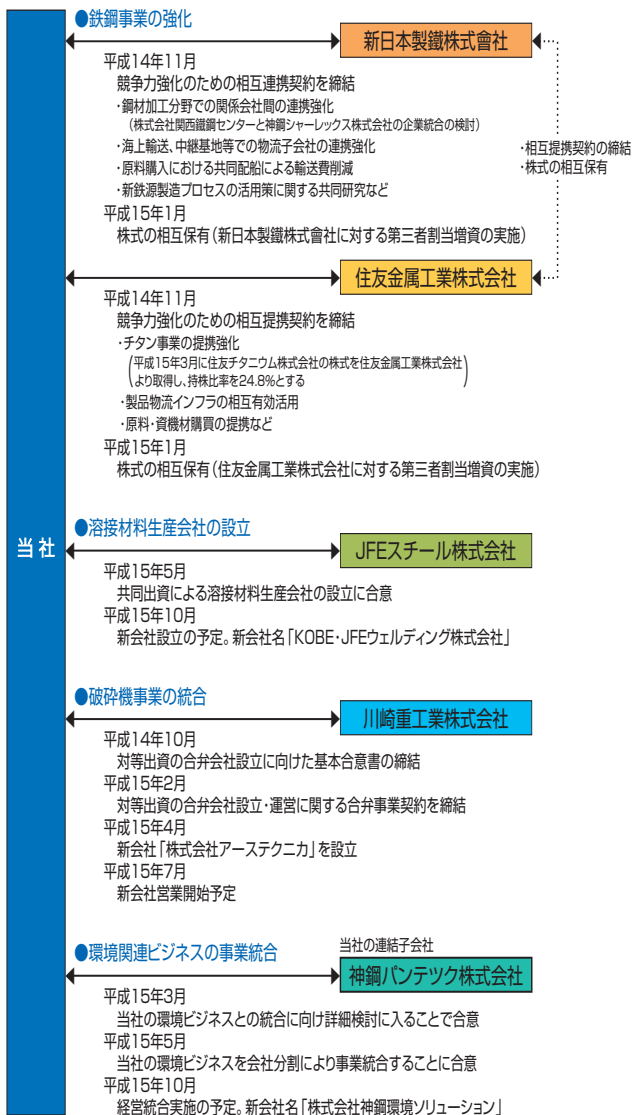 ●鉄鋼事業の強化
新日本製鐵株式會社
平成14年11月
競争力強化のための相互連携契約を締結
・鋼材加工分野での関係会社間の連携強化
(株式会社関西鐵鋼センターと神鋼シャーレックス株式会社の企業統合の検討)
・海上輸送、中継基地等での物流子会社の連携強化
・原料購入における共同配船による輸送費削減
・新鉄源製造プロセスの活用策に関する共同研究など
平成15年1月
株式の相互保有(新日本製鐵株式會社に対する第三者割当増資の実施)
・相互提携契約の締結
・株式の相互保有
住友金属工業株式会社
平成14年11月
競争力強化のための相互提携契約を締結
・チタン事業の提携強化
(平成15年3月に住友チタニウム株式会社の株式を住友金属工業株式会社
より取得し、持株比率を24.8%とする)
・製品物流インフラの相互有効活用
・原料・資機材購買の提携など
平成15年1月
株式の相互保有(住友金属工業株式会社に対する第三者割当増資の実施)
当社
●溶接材料生産会社の設立
JFEスチール株式会社
平成15年5月
共同出資による溶接材料生産会社の設立に合意
平成15年10月
新会社設立の予定。新会社名「KOBE・JFEウェルディング株式会社」
●破砕機事業の統合
川崎重工業株式会社
平成14年10月
対等出資の合弁会社設立に向けた基本合意書の締結
平成15年2月
対等出資の合弁会社設立・運営に関する合弁事業契約を締結
平成15年4月
新会社「株式会社アーステクニカ」を設立
平成15年7月
新会社営業開始予定
●環境関連ビジネスの事業統合
当社の連結子会社
神鋼パンテツク株式会社
平成15年3月
当社の環境ビジネスとの統合に向け詳細検討に入ることで合意
平成15年5月
当社の環境ビジネスを会社分割により事業統合することに合意
平成15年10月
経営統合実施の予定。新会社名「株式会社神鋼環境ソリューション」